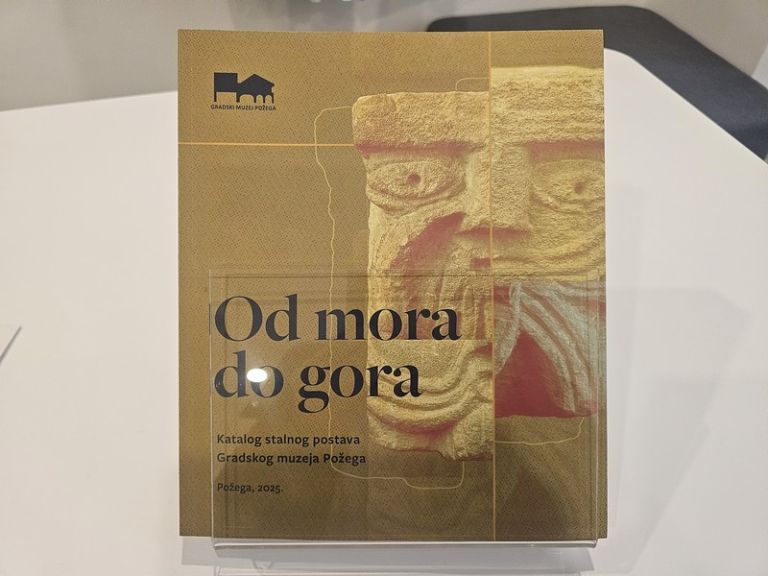 GRADSKI MUZEJ POŽEGA
Od mora
do gora
Katalog stalnog postava
Gradskog muzeja Požega
Požega, 2025.